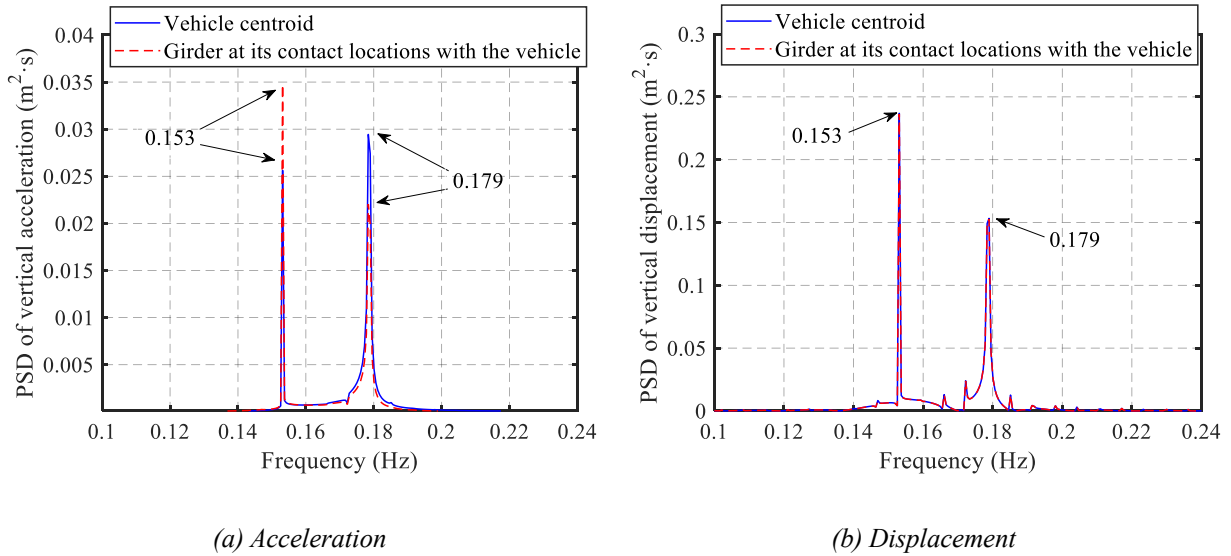 Vehicle centroid
Girder at its contact locations with the vehicle
PSD of vertical acceleration (m²·s)
0.04
0.035
0.03
0.025
0.02
0.015
0.01
0.005
0.153
0.179
0.1 0.12 0.14 0.16 0.18 0.2 0.22 0.24
Frequency (Hz)
(a) Acceleration
Vehicle centroid
Girder at its contact locations with the vehicle
PSD of vertical displacement (m²·s)
0.3
0.25
0.2
0.15
0.1
0.05
0
0.153
0.179
0.1 0.12 0.14 0.16 0.18 0.2 0.22 0.24
Frequency (Hz)
(b) Displacement